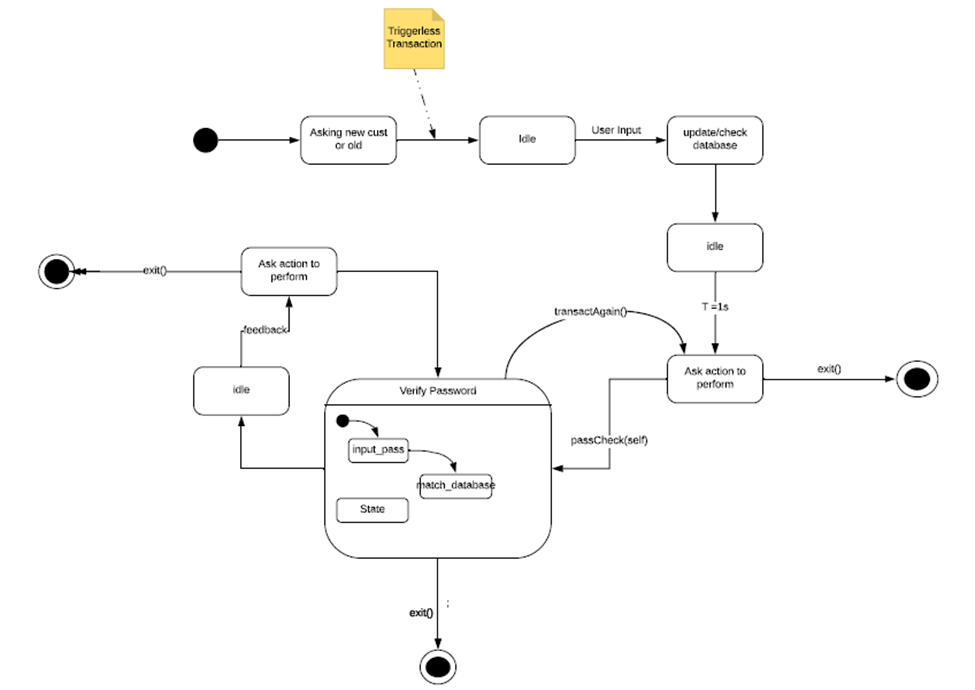 Triggerless
Transaction
Asking new cust
or old
Idle
User Input
update/check
database
idle
T =1s
Ask action to
perform
exit()
Ask action to
perform
exit()
feedback
idle
transactAgain()
passCheck(self)
Verify Password
input_pass
match_database
State
exit()
;